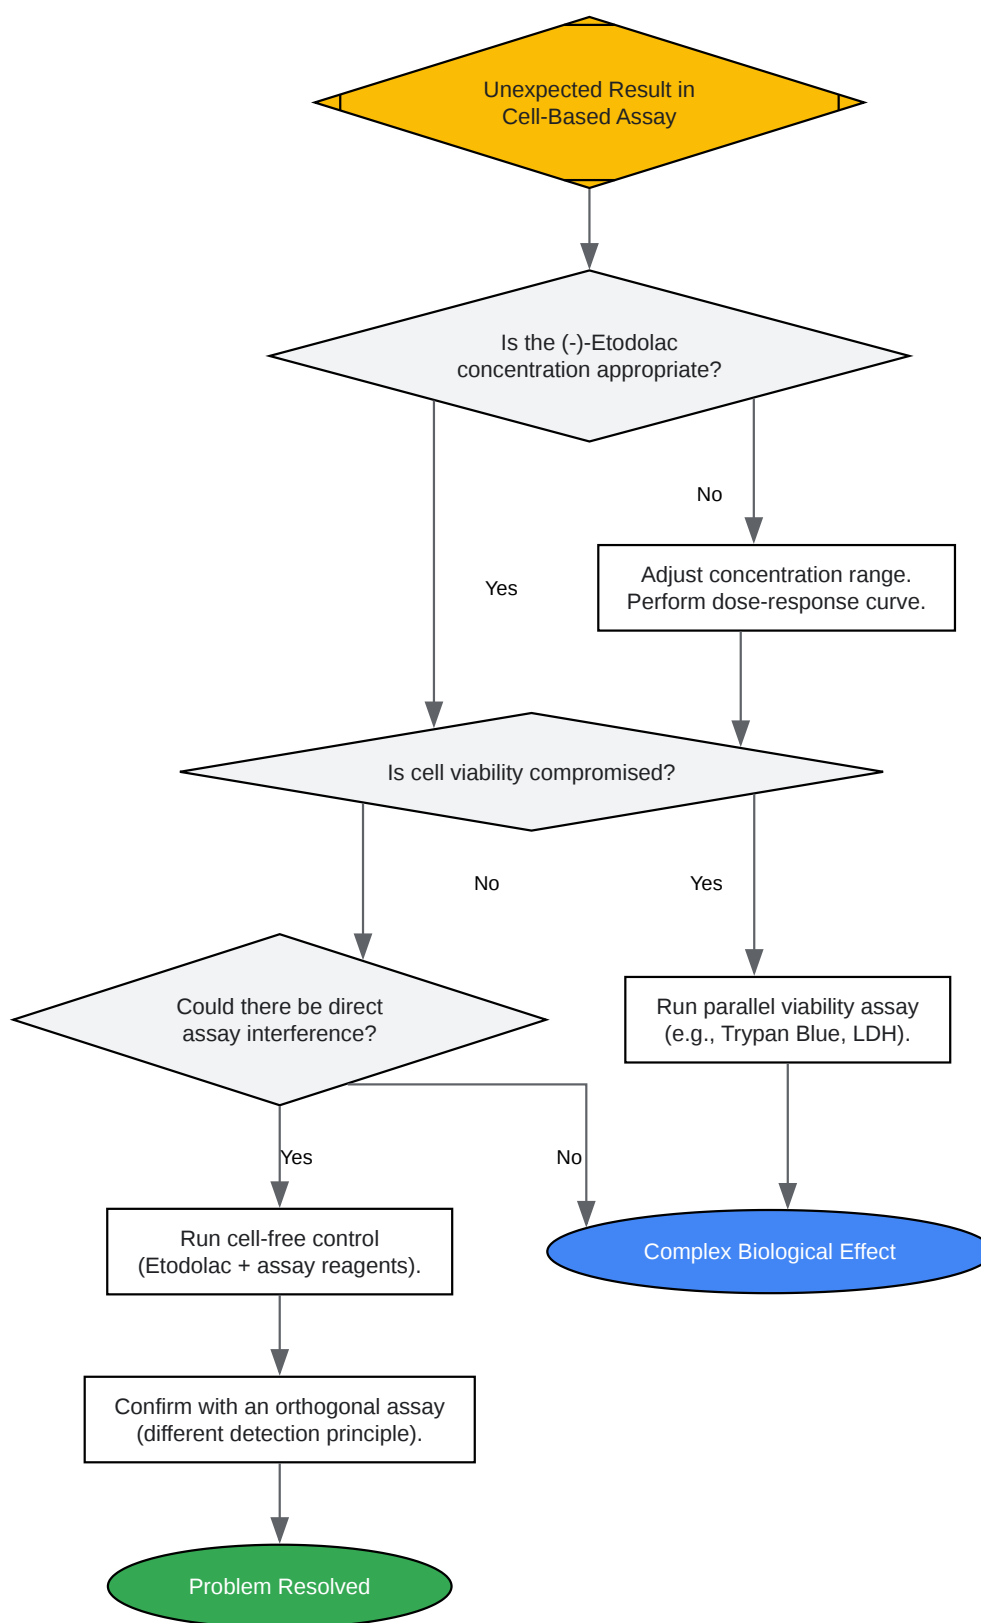 Unexpected Result in
Cell-Based Assay
Is the (-)-Etodolac
concentration appropriate?
No
Adjust concentration range.
Perform dose-response curve.
Yes
Is cell viability compromised?
No
Yes
Could there be direct
assay interference?
Run parallel viability assay
(e.g., Trypan Blue, LDH).
Yes
No
Run cell-free control
(Etodolac + assay reagents).
Complex Biological Effect
Confirm with an orthogonal assay
(different detection principle).
Problem Resolved